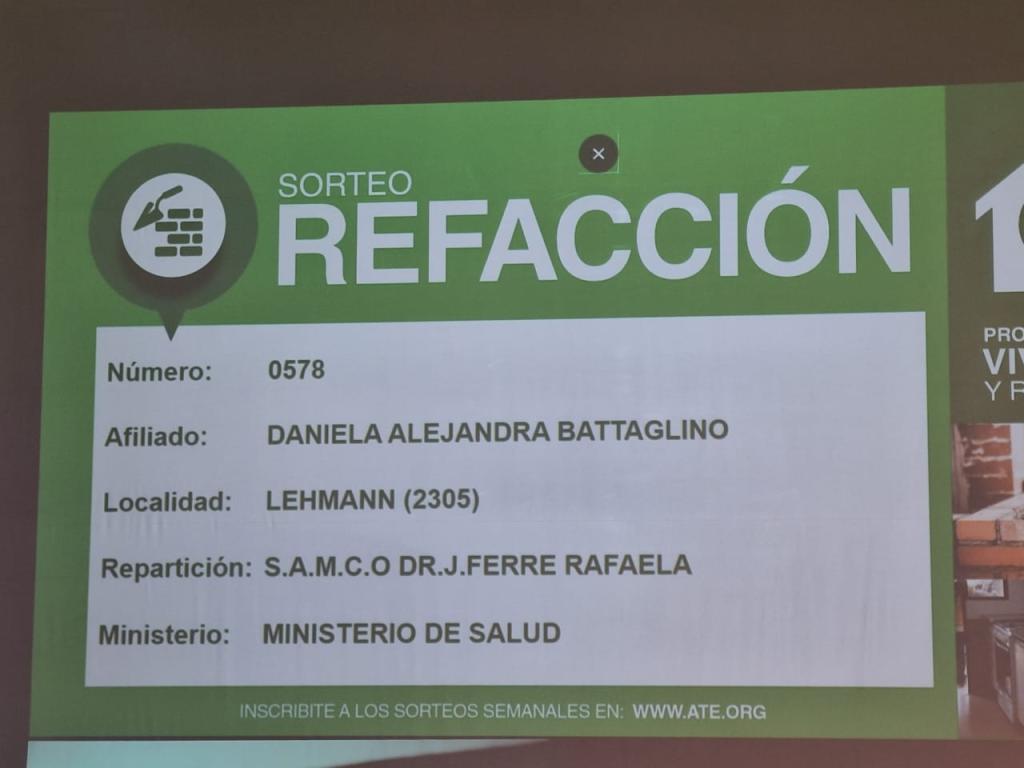 SORTEO
REFACCIÓN
Número: 0578
Afiliado: DANIELA ALEJANDRA BATTAGLINO
Localidad: LEHMANN (2305)
Repartición: S.A.M.C.O DR.J.FERRE RAFAELA
Ministerio: MINISTERIO DE SALUD
INSCRIBITE A LOS SORTEOS SEMANALES EN: WWW.ATE.ORG